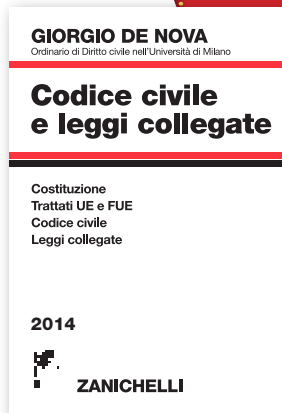 GIORGIO DE NOVA
Ordinario di Diritto civile nell'Università di Milano
Codice civile
e leggi collegate
Costituzione
Trattati UE e FUE
Codice civile
Leggi collegate
2014
ZANICHELLI